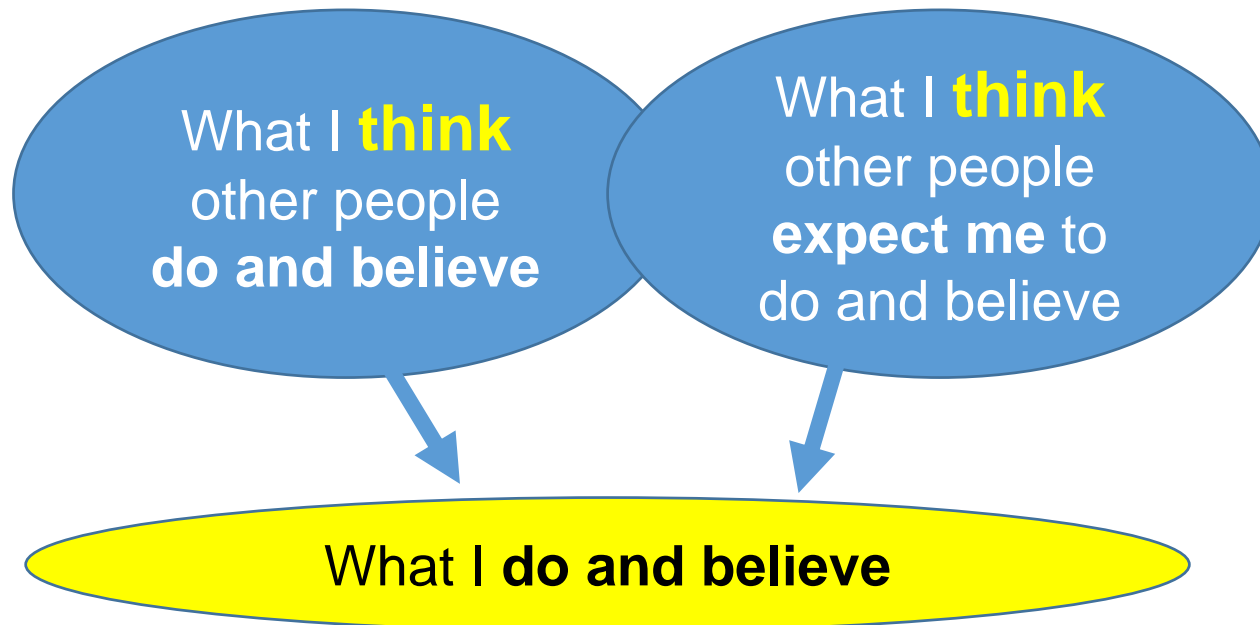 What I think
other people
do and believe
What I think
other people
expect me to
do and believe
What I do and believe